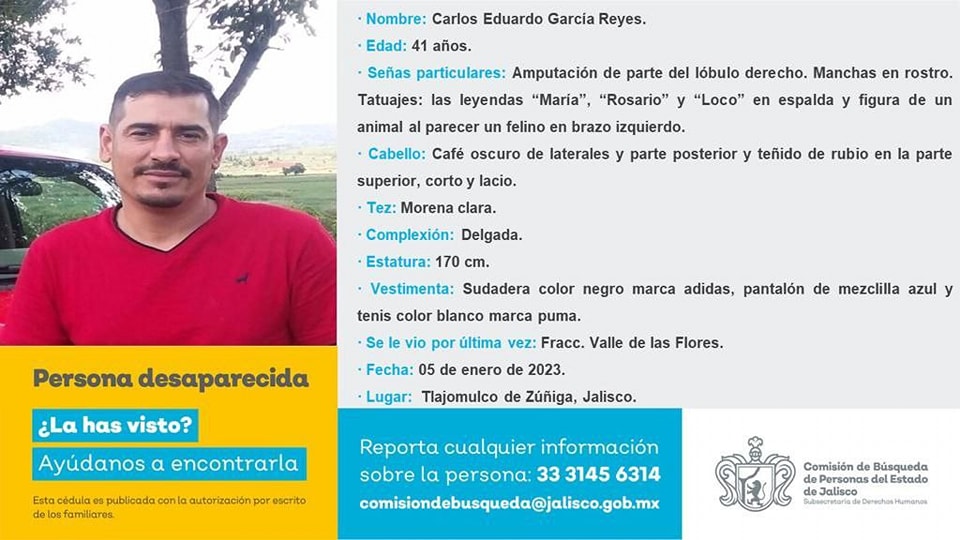 · Nombre: Carlos Eduardo García Reyes.
· Edad: 41 años.
· Señas particulares: Amputación de parte del lóbulo derecho. Manchas en rostro.
Tatuajes: las leyendas “María”, “Rosario” y “Loco” en espalda y figura de un
animal al parecer un felino en brazo izquierdo.
· Cabello: Café oscuro de laterales y parte posterior y teñido de rubio en la parte
superior, corto y lacio.
· Tez: Morena clara.
· Complexión: Delgada.
· Estatura: 170 cm.
· Vestimenta: Sudadera color negro marca adidas, pantalón de mezclilla azul y
tenis color blanco marca puma.
· Se le vio por última vez: Fracc. Valle de las Flores.
· Fecha: 05 de enero de 2023.
· Lugar: Tlajomulco de Zúñiga, Jalisco.
Persona desaparecida
¿La has visto?
Ayúdanos a encontrarla
Esta cédula es publicada con la autorización por escrito
de los familiares.
Reporta cualquier información
sobre la persona: 33 3145 6314
comisiondebusqueda@jalisco.gob.mx
Comisión de Búsqueda
de Personas del Estado
de Jalisco
Subsecretaría de Derechos Humanos